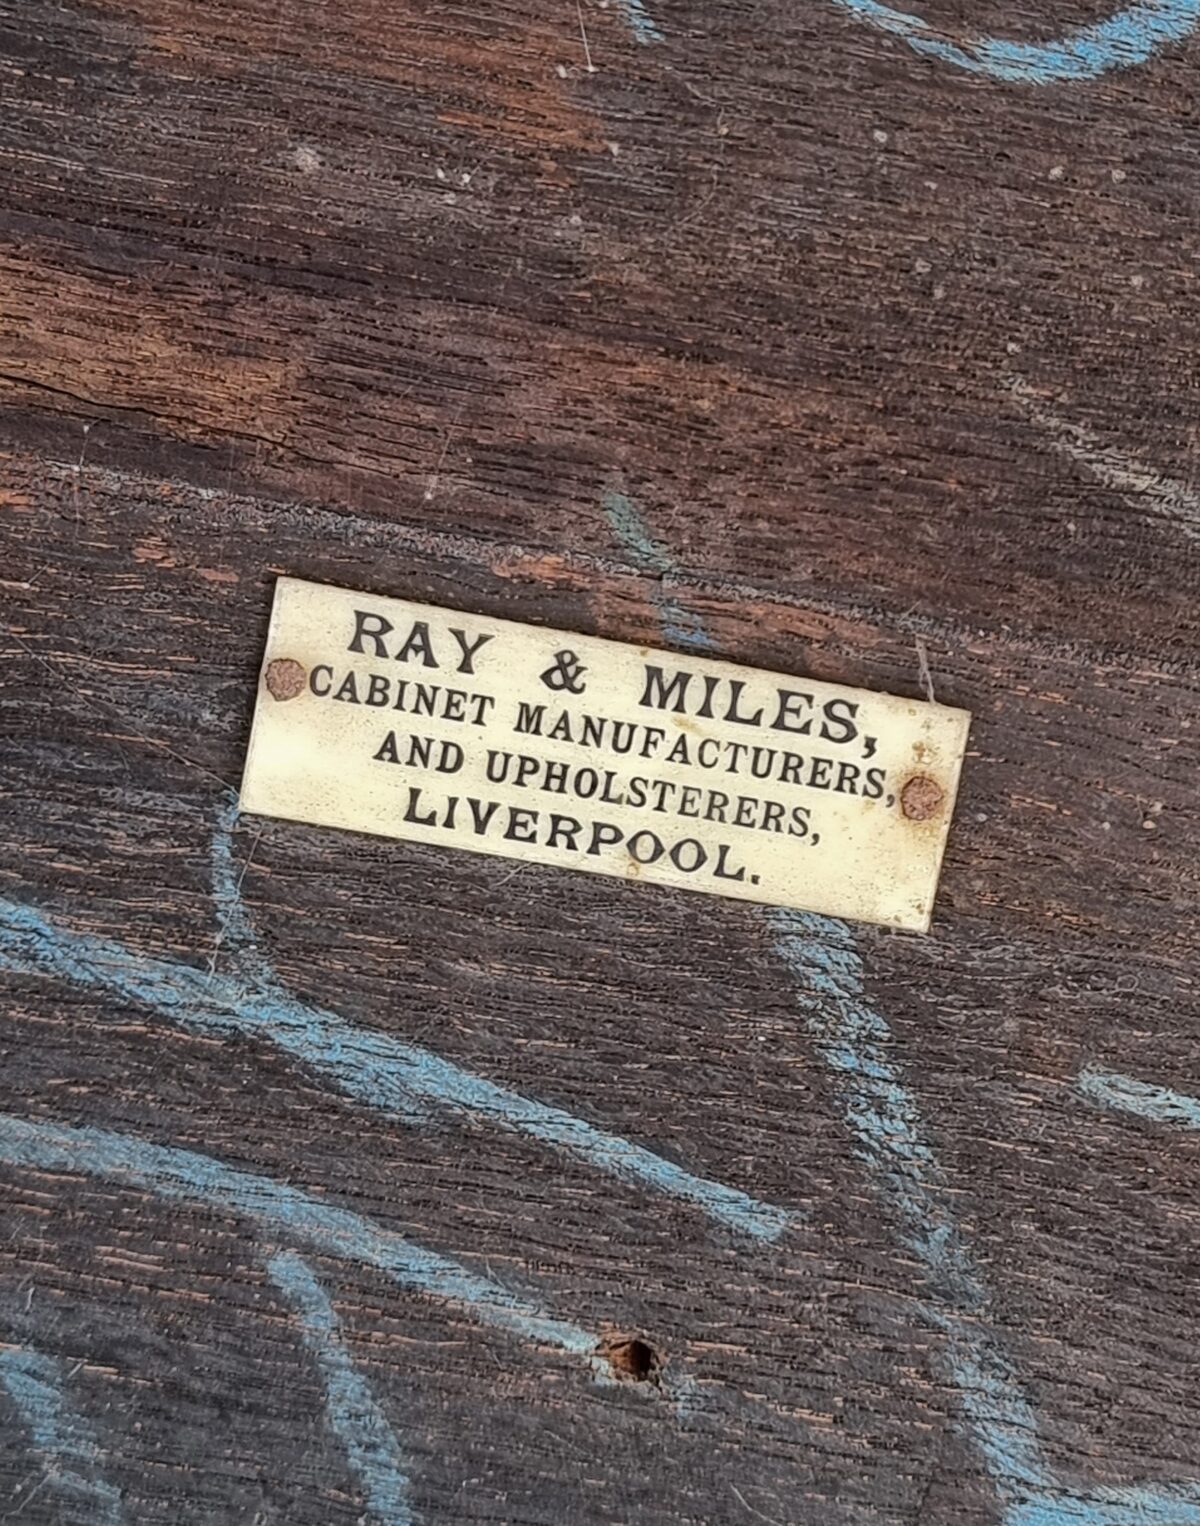 RAY & MILES,
CABINET MANUFACTURERS,
AND UPHOLSTERERS,
LIVERPOOL.